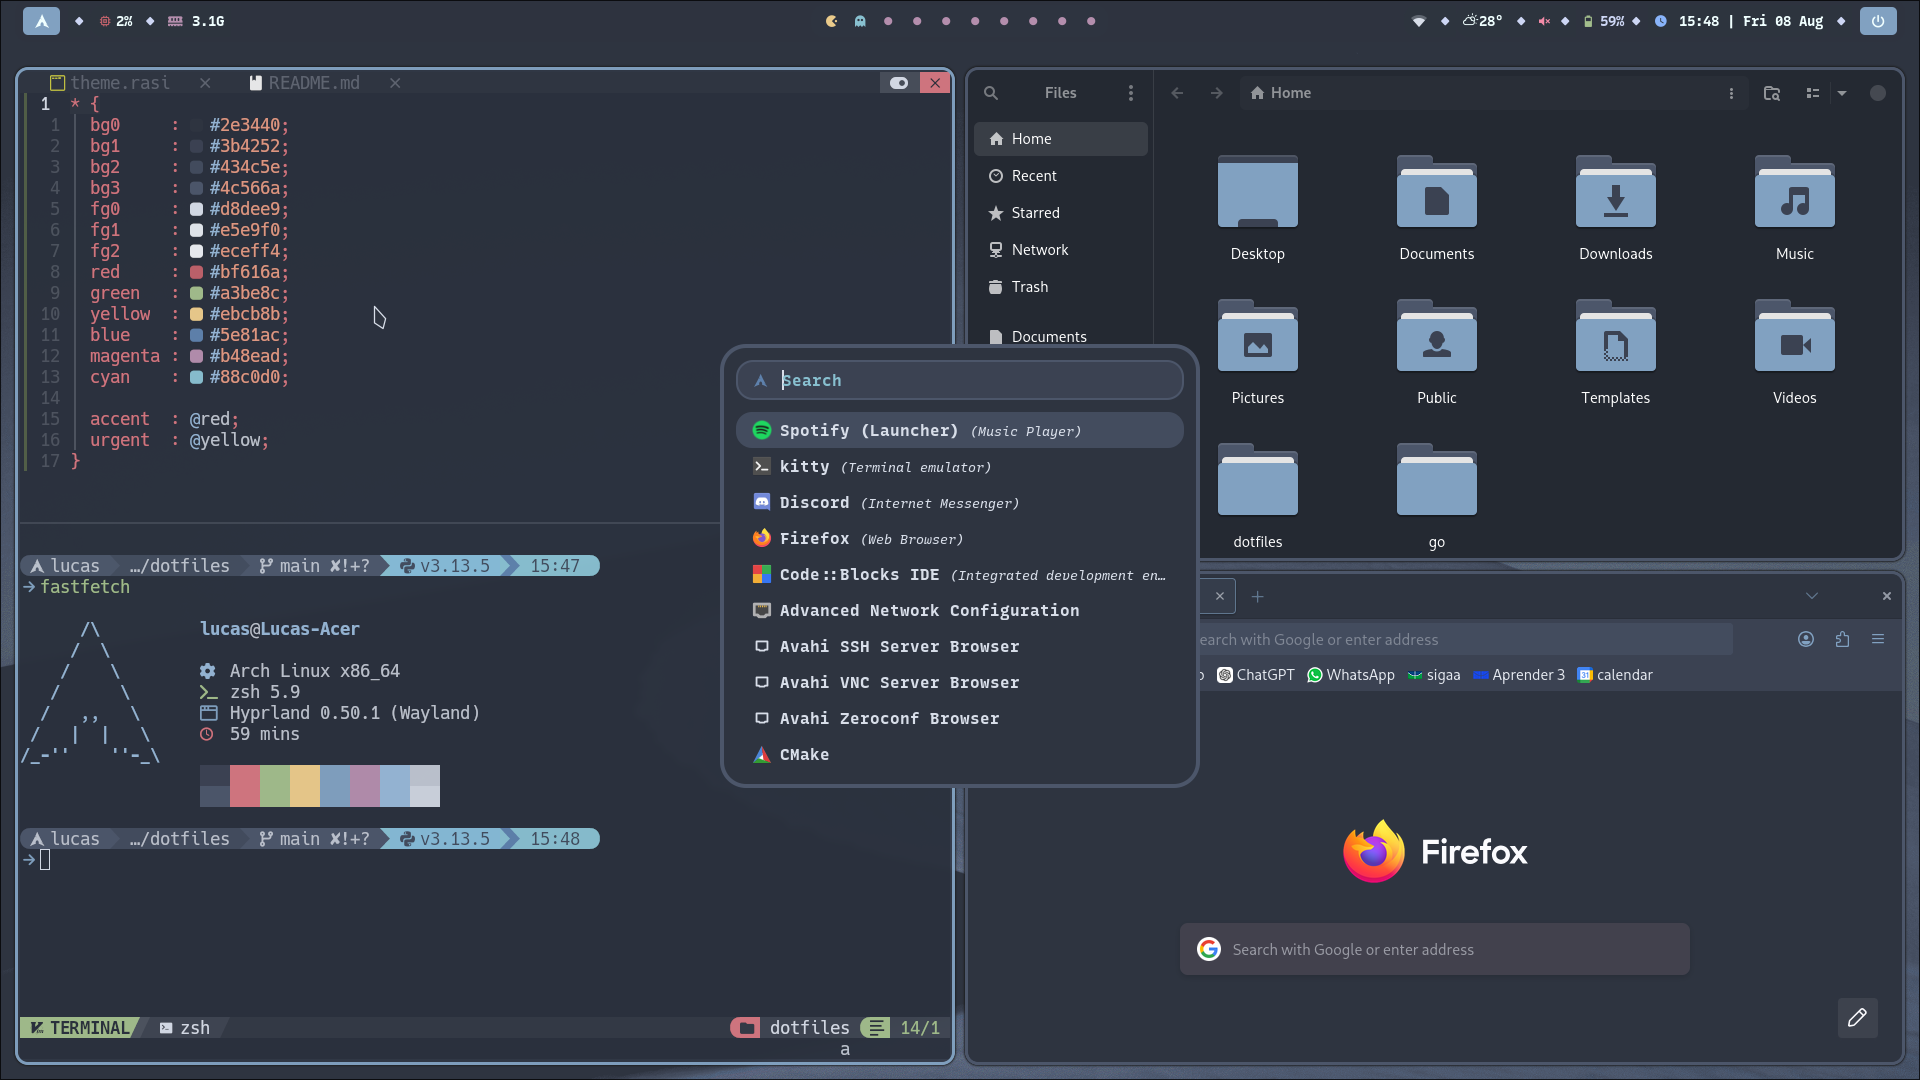 2% 3.1G
28° 59% 15:48 | Fri 08 Aug
theme.rasi README.md
1 * {
1 bg0 : #2e3440;
2 bg1 : #3b4252;
3 bg2 : #434c5e;
4 bg3 : #4c566a;
5 fg0 : #d8dee9;
6 fg1 : #e5e9f0;
7 fg2 : #eceff4;
8 red : #bf616a;
9 green : #a3be8c;
10 yellow : #ebcb8b;
11 blue : #5e81ac;
12 magenta : #b48ead;
13 cyan : #88c0d0;
14
15 accent : @red;
16 urgent : @yellow;
17 }
lucas …/dotfiles main ✘!+? v3.13.5 15:47
→ fastfetch
lucas@Lucas-Acer
Arch Linux x86_64
zsh 5.9
Hyprland 0.50.1 (Wayland)
59 mins
lucas …/dotfiles main ✘!+? v3.13.5 15:48
→
TERMINAL zsh dotfiles 14/1
a
Search
Spotify (Launcher) (Music Player)
kitty (Terminal emulator)
Discord (Internet Messenger)
Firefox (Web Browser)
Code::Blocks IDE (Integrated development en…
Advanced Network Configuration
Avahi SSH Server Browser
Avahi VNC Server Browser
Avahi Zeroconf Browser
CMake
Files
Home
Home
Recent
Starred
Network
Trash
Documents
Desktop Documents Downloads Music
Pictures Public Templates Videos
dotfiles go
earch with Google or enter address
ChatGPT WhatsApp sigaa Aprender 3 calendar
Firefox
Search with Google or enter address